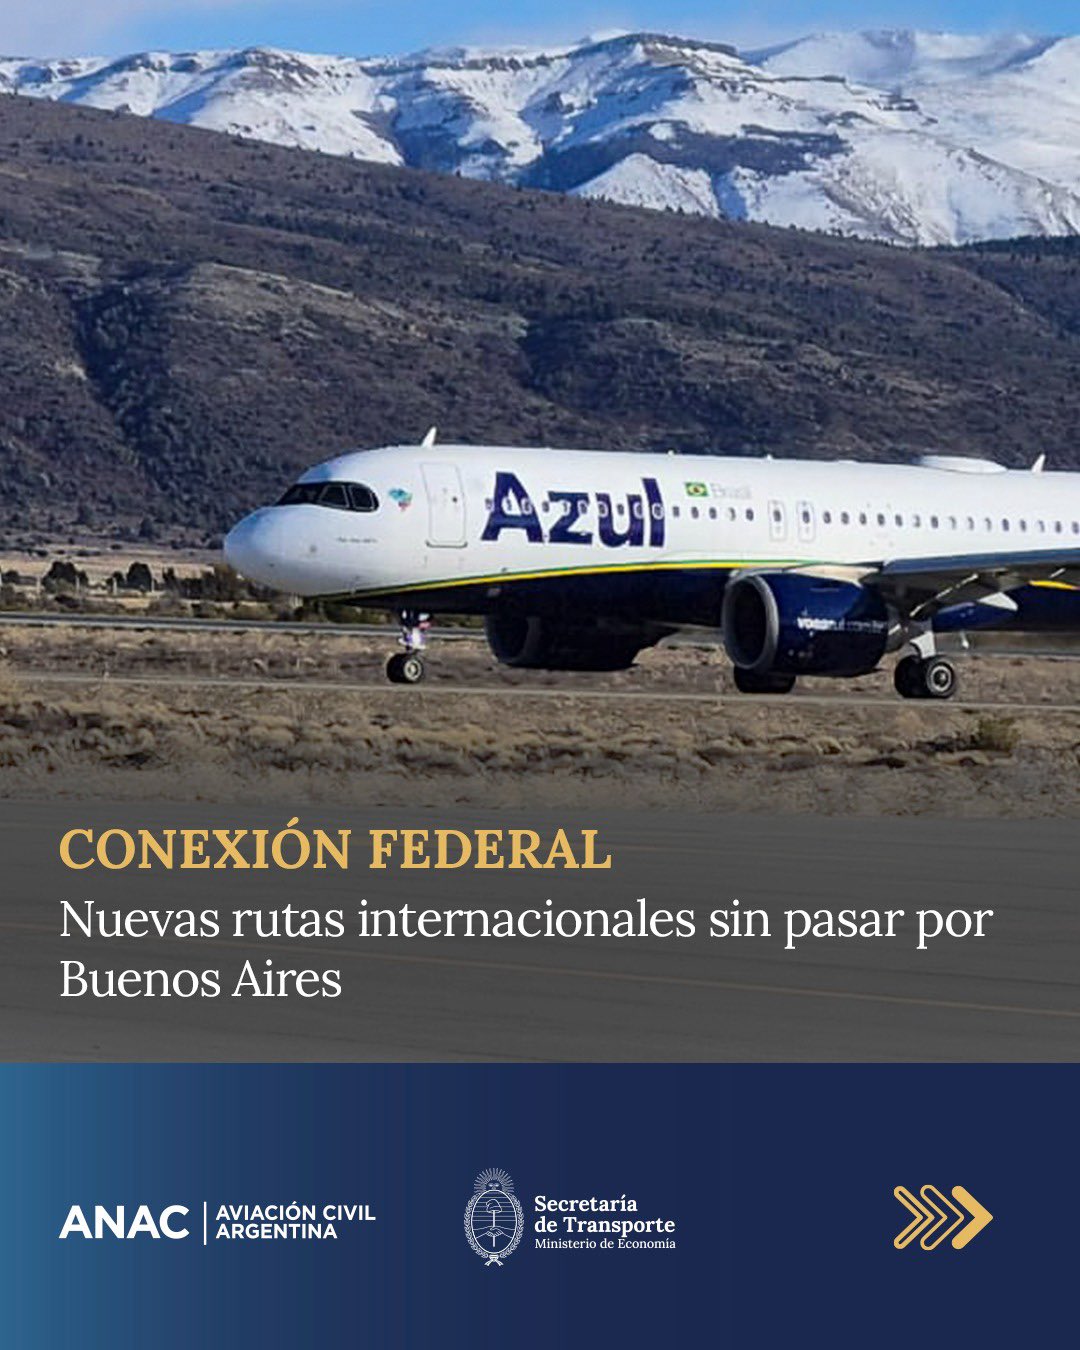 Azul
Brasil
CONEXIÓN FEDERAL
Nuevas rutas internacionales sin pasar por
Buenos Aires
ANAC
AVIACIÓN CIVIL
ARGENTINA
Secretaría
de Transporte
Ministerio de Economía